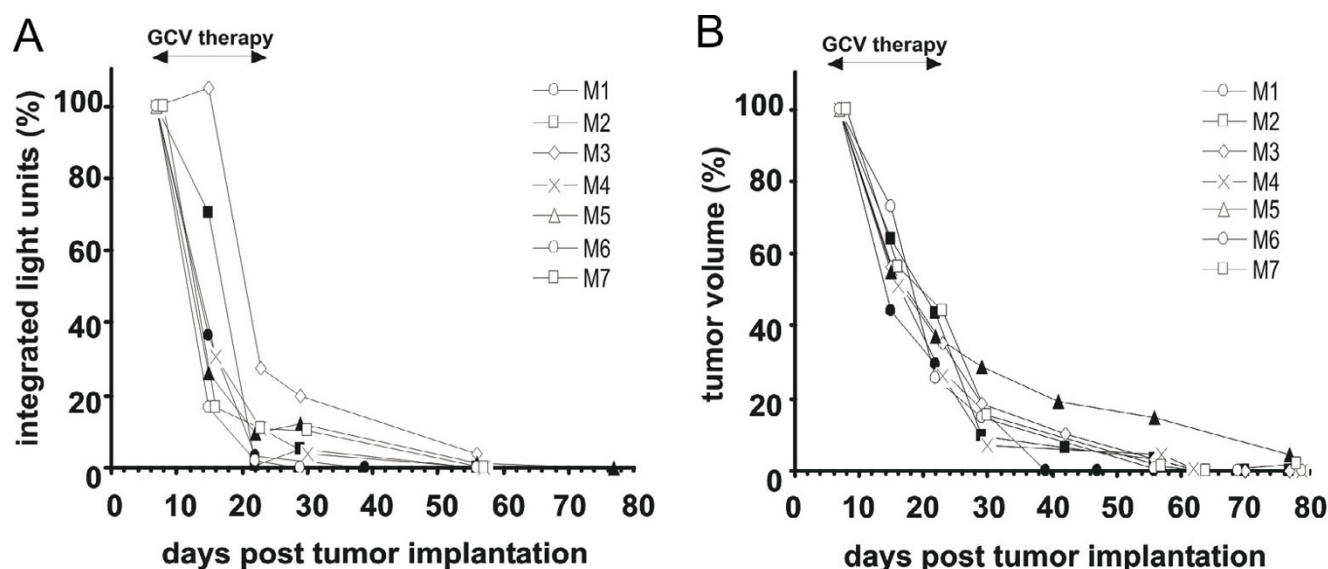 A
GCV therapy
integrated light units (%)
100
80
60
40
20
0
0 10 20 30 40 50 60 70 80
days post tumor implantation
M1
M2
M3
M4
M5
M6
M7
B
GCV therapy
tumor volume (%)
100
80
60
40
20
0
0 10 20 30 40 50 60 70 80
days post tumor implantation
M1
M2
M3
M4
M5
M6
M7